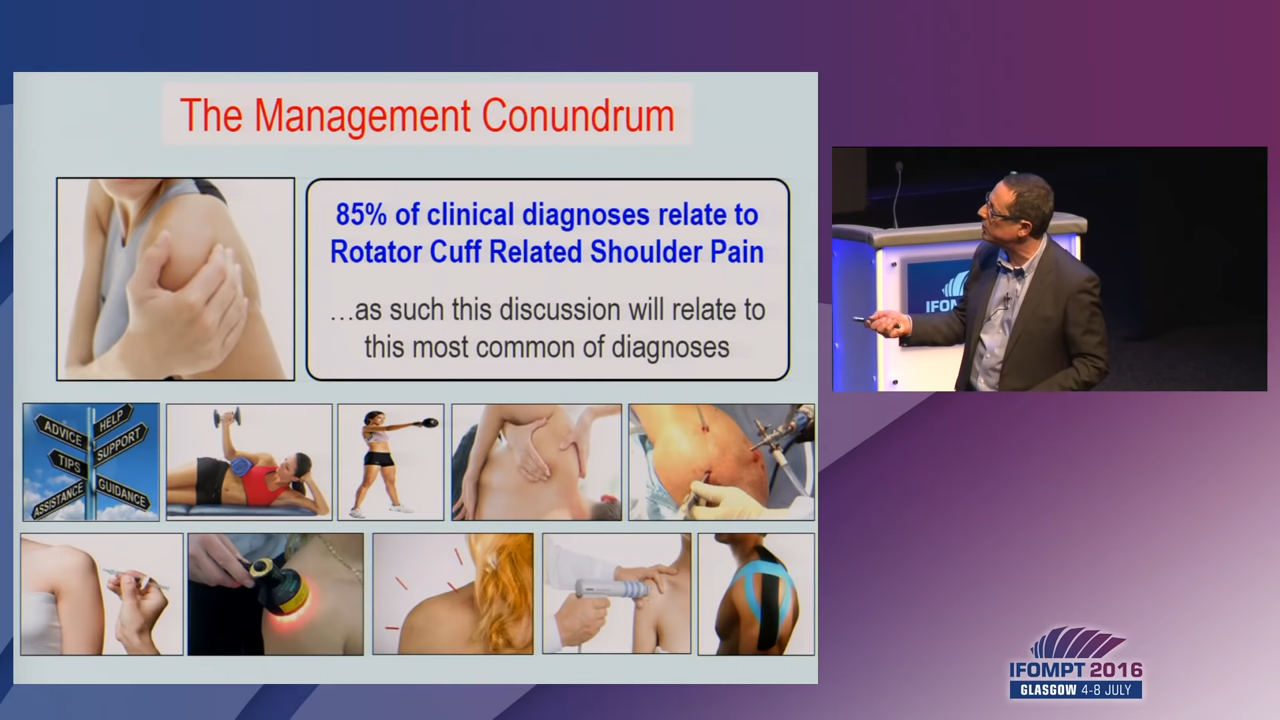 The Management Conundrum
85% of clinical diagnoses relate to
Rotator Cuff Related Shoulder Pain
…as such this discussion will relate to
this most common of diagnoses
HELP
ADVICE
SUPPORT
TIPS
GUIDANCE
ASSISTANCE
IFOMPT 2016
GLASGOW 4-8 JULY